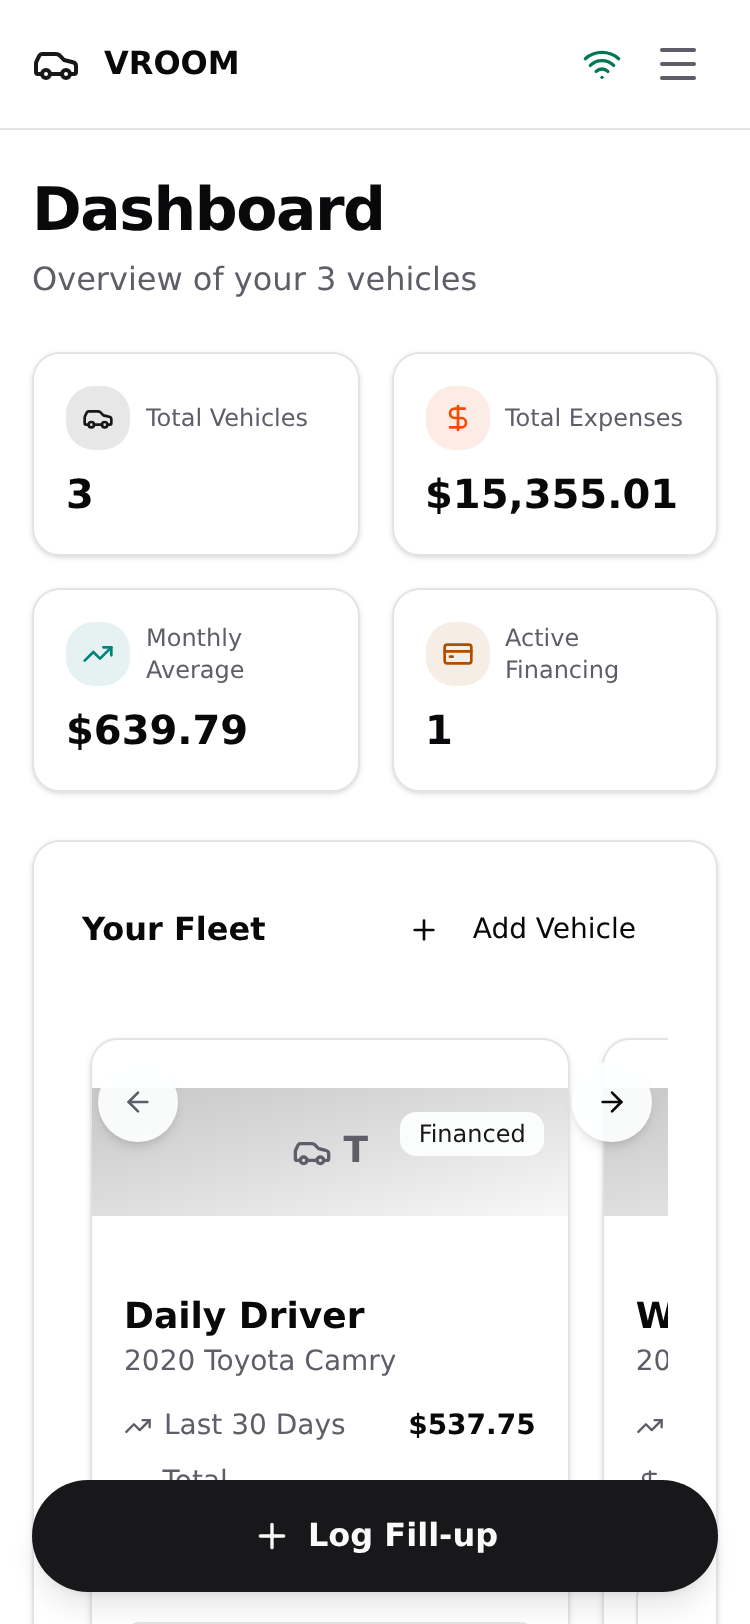 VROOM
Dashboard
Overview of your 3 vehicles
Total Vehicles
3
Total Expenses
$15,355.01
Monthly
Average
$639.79
Active
Financing
1
Your Fleet
+ Add Vehicle
T
Financed
Daily Driver
2020 Toyota Camry
Last 30 Days $537.75
Total
W
20
$
+ Log Fill-up